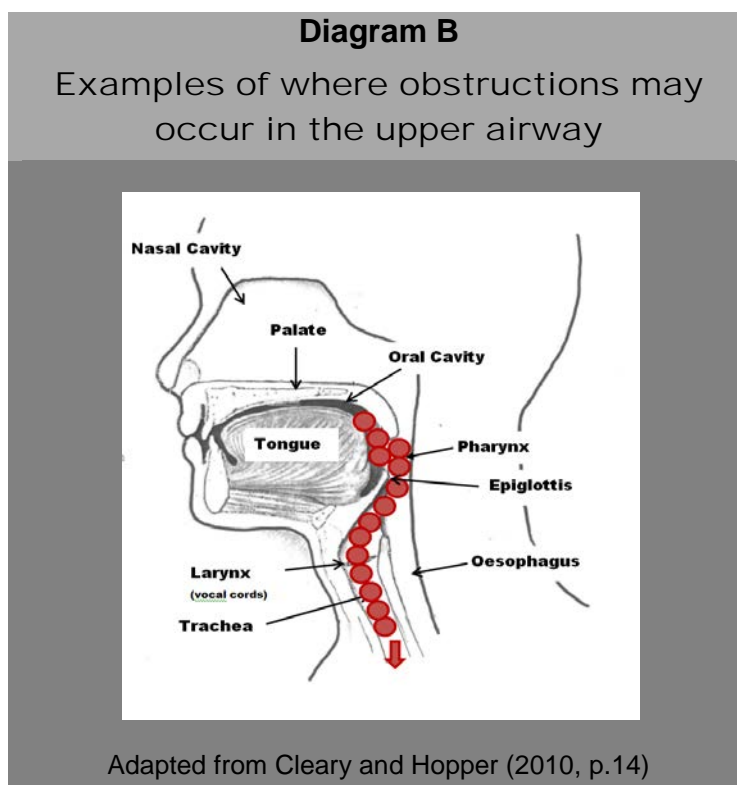 Diagram B
Examples of where obstructions may
occur in the upper airway
Nasal Cavity
Palate
Oral Cavity
Tongue
Pharynx
Epiglottis
Oesophagus
Larynx
(vocal cords)
Trachea
Adapted from Cleary and Hopper (2010, p.14)